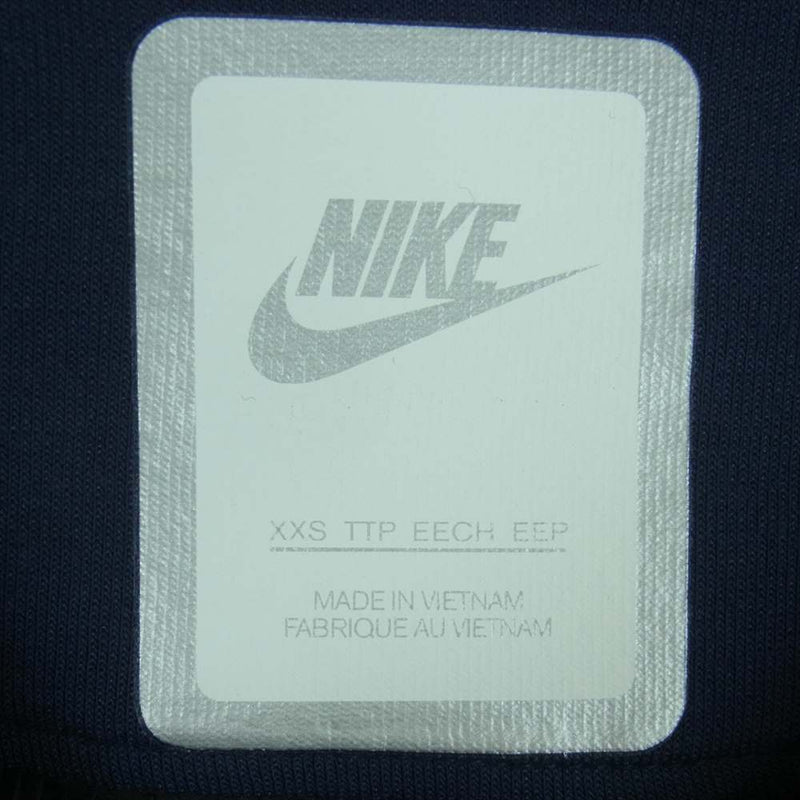 NIKE
XXS TTP EECH EEP
MADE IN VIETNAM
FABRIQUE AU VIETNAM